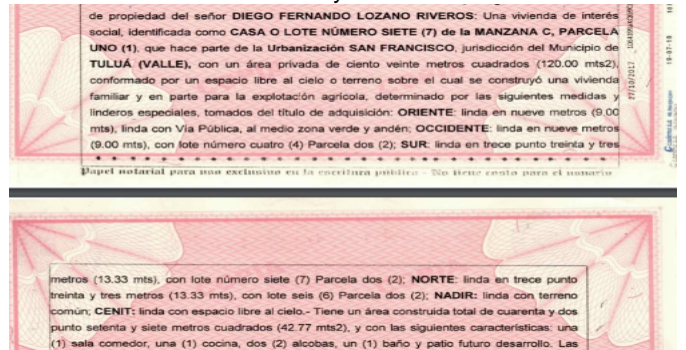 de propiedad del señor DIEGO FERNANDO LOZANO RIVEROS: Una vivienda de interés
social, identificada como CASA O LOTE NÚMERO SIETE (7) de la MANZANA C, PARCELA
UNO (1), que hace parte de la Urbanización SAN FRANCISCO, jurisdicción del Municipio de
TULUÁ (VALLE), con un área privada de ciento veinte metros cuadrados (120.00 mts2),
conformado por un espacio libre al cielo o terreno sobre el cual se construyó una vivienda
familiar y en parte para la explotación agrícola, determinado por las siguientes medidas y
linderos especiales, tomados del título de adquisición: ORIENTE: linda en nueve metros (9.00
mts), linda con Vía Pública, al medio zona verde y andén; OCCIDENTE: linda en nueve metros
(9.00 mts), con lote número cuatro (4) Parcela dos (2); SUR: linda en trece punto treinta y tres
Papel notarial para uso exclusivo en la escritura pública - No tiene costo para el usuario
27/10/2017
19-07-18
metros (13.33 mts), con lote número siete (7) Parcela dos (2); NORTE: linda en trece punto
treinta y tres metros (13.33 mts), con lote seis (6) Parcela dos (2); NADIR: linda con terreno
común; CENIT: linda con espacio libre al cielo.- Tiene un área construida total de cuarenta y dos
punto setenta y siete metros cuadrados (42.77 mts2), y con las siguientes características: una
(1) sala comedor, una (1) cocina, dos (2) alcobas, un (1) baño y patio futuro desarrollo. Las